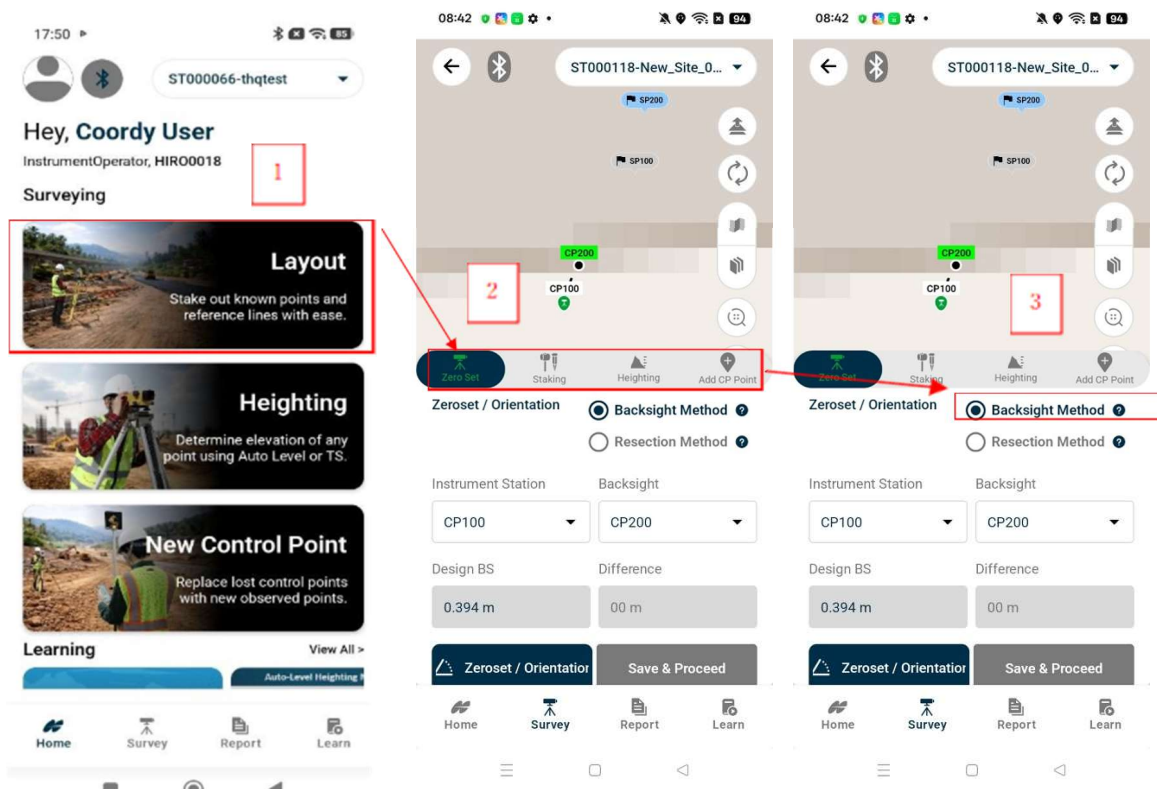 17:50
85
ST000066-thqtest
Hey, Coordy User
InstrumentOperator, HIRO0018
1
Surveying
Layout
Stake out known points and
reference lines with ease.
Heighting
Determine elevation of any
point using Auto Level or TS.
New Control Point
Replace lost control points
with new observed points.
Learning
View All >
Auto-Level Heighting
Home
Survey
Report
Learn
08:42
94
ST000118-New_Site_0...
SP200
SP100
CP200
CP100
2
Zero Set
Staking
Heighting
Add CP Point
Zeroset / Orientation
Backsight Method
Resection Method
Instrument Station
Backsight
CP100
CP200
Design BS
Difference
0.394 m
00 m
Zeroset / Orientation
Save & Proceed
Home
Survey
Report
Learn
08:42
94
ST000118-New_Site_0...
SP200
SP100
CP200
CP100
3
Zero Set
Staking
Heighting
Add CP Point
Zeroset / Orientation
Backsight Method
Resection Method
Instrument Station
Backsight
CP100
CP200
Design BS
Difference
0.394 m
00 m
Zeroset / Orientation
Save & Proceed
Home
Survey
Report
Learn